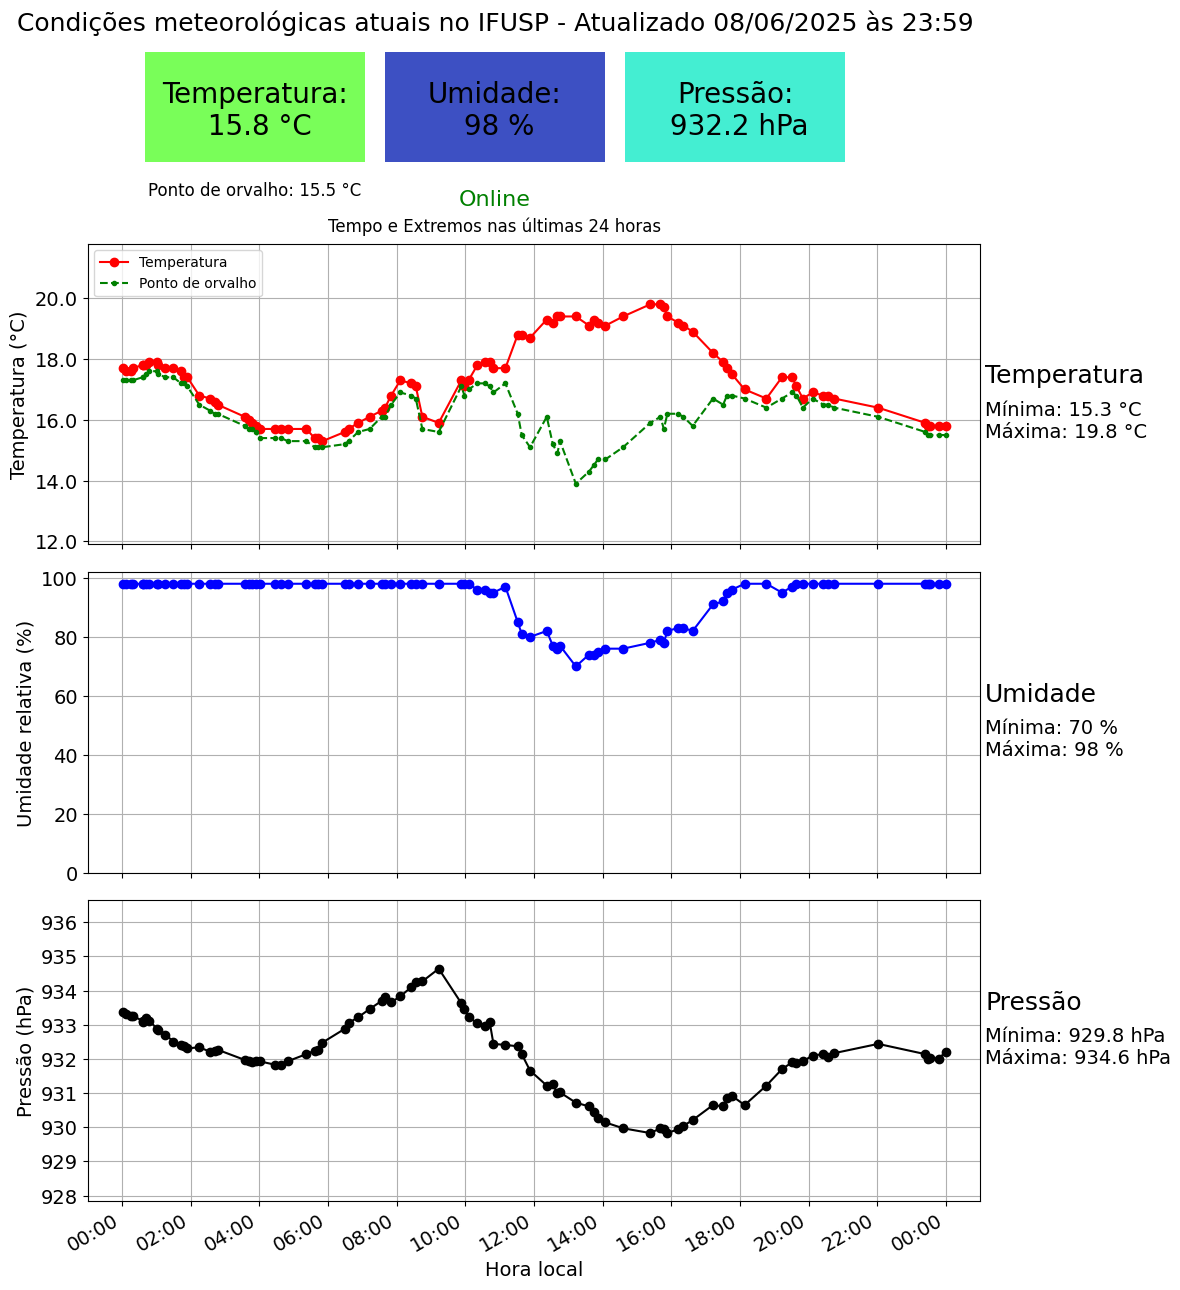 Condições meteorológicas atuais no IFUSP - Atualizado 08/06/2025 às 23:59
Temperatura:
15.8 °C
Umidade:
98 %
Pressão:
932.2 hPa
Ponto de orvalho: 15.5 °C
Online
Tempo e Extremos nas últimas 24 horas
Temperatura
Ponto de orvalho
Temperatura (°C)
20.0
18.0
16.0
14.0
12.0
Temperatura
Mínima: 15.3 °C
Máxima: 19.8 °C
Umidade relativa (%)
100
80
60
40
20
0
Umidade
Mínima: 70 %
Máxima: 98 %
Pressão (hPa)
936
935
934
933
932
931
930
929
928
Pressão
Mínima: 929.8 hPa
Máxima: 934.6 hPa
00:00 02:00 04:00 06:00 08:00 10:00 12:00 14:00 16:00 18:00 20:00 22:00 00:00
Hora local